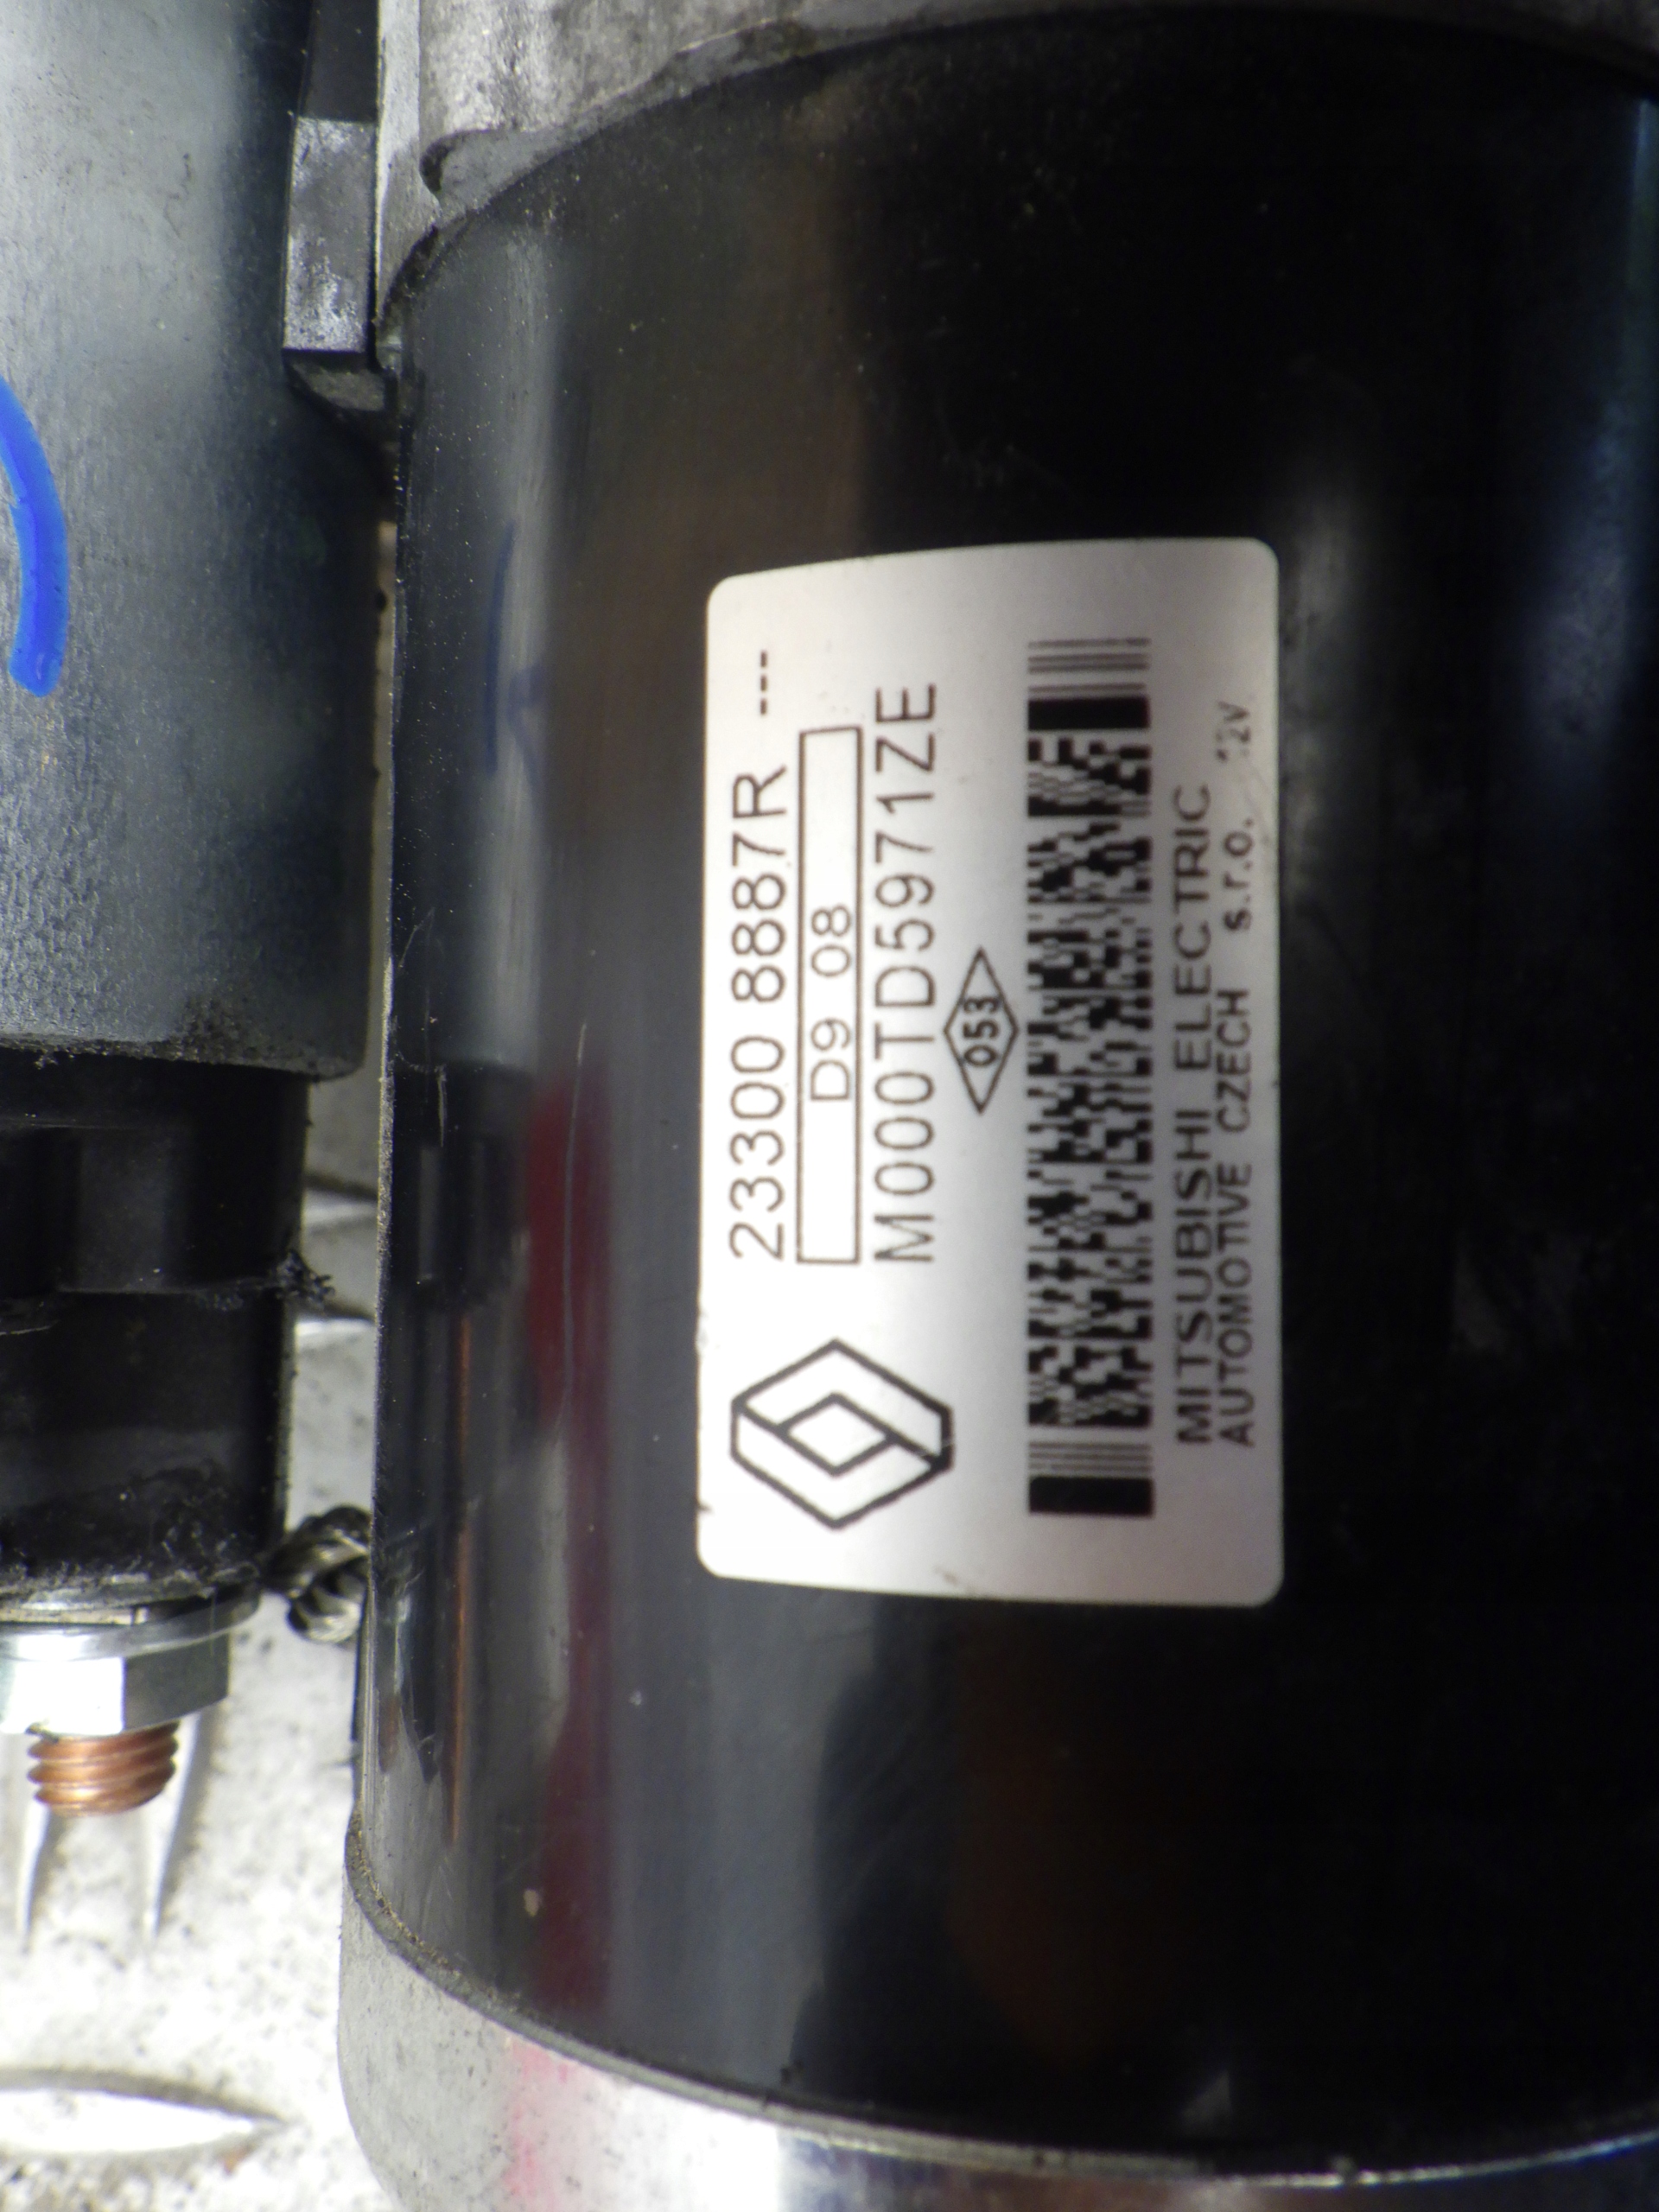 23300 8887R ---
D9 08
M000TD5971ZE
053
MITSUBISHI ELECTRIC
AUTOMOTIVE CZECH s.r.o. 12V